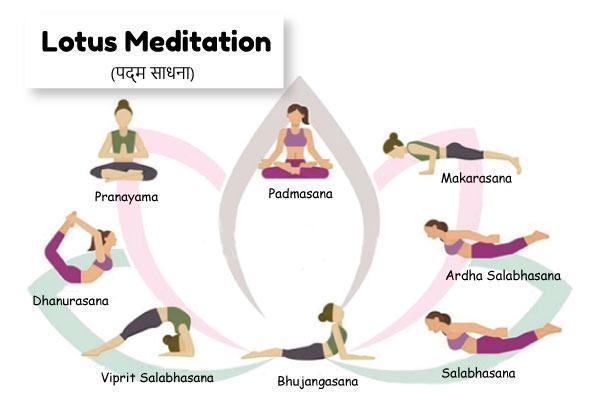 Lotus Meditation
(पद्म साधना)
Pranayama
Padmasana
Makarasana
Dhanurasana
Ardha Salabhasana
Viprit Salabhasana
Bhujangasana
Salabhasana